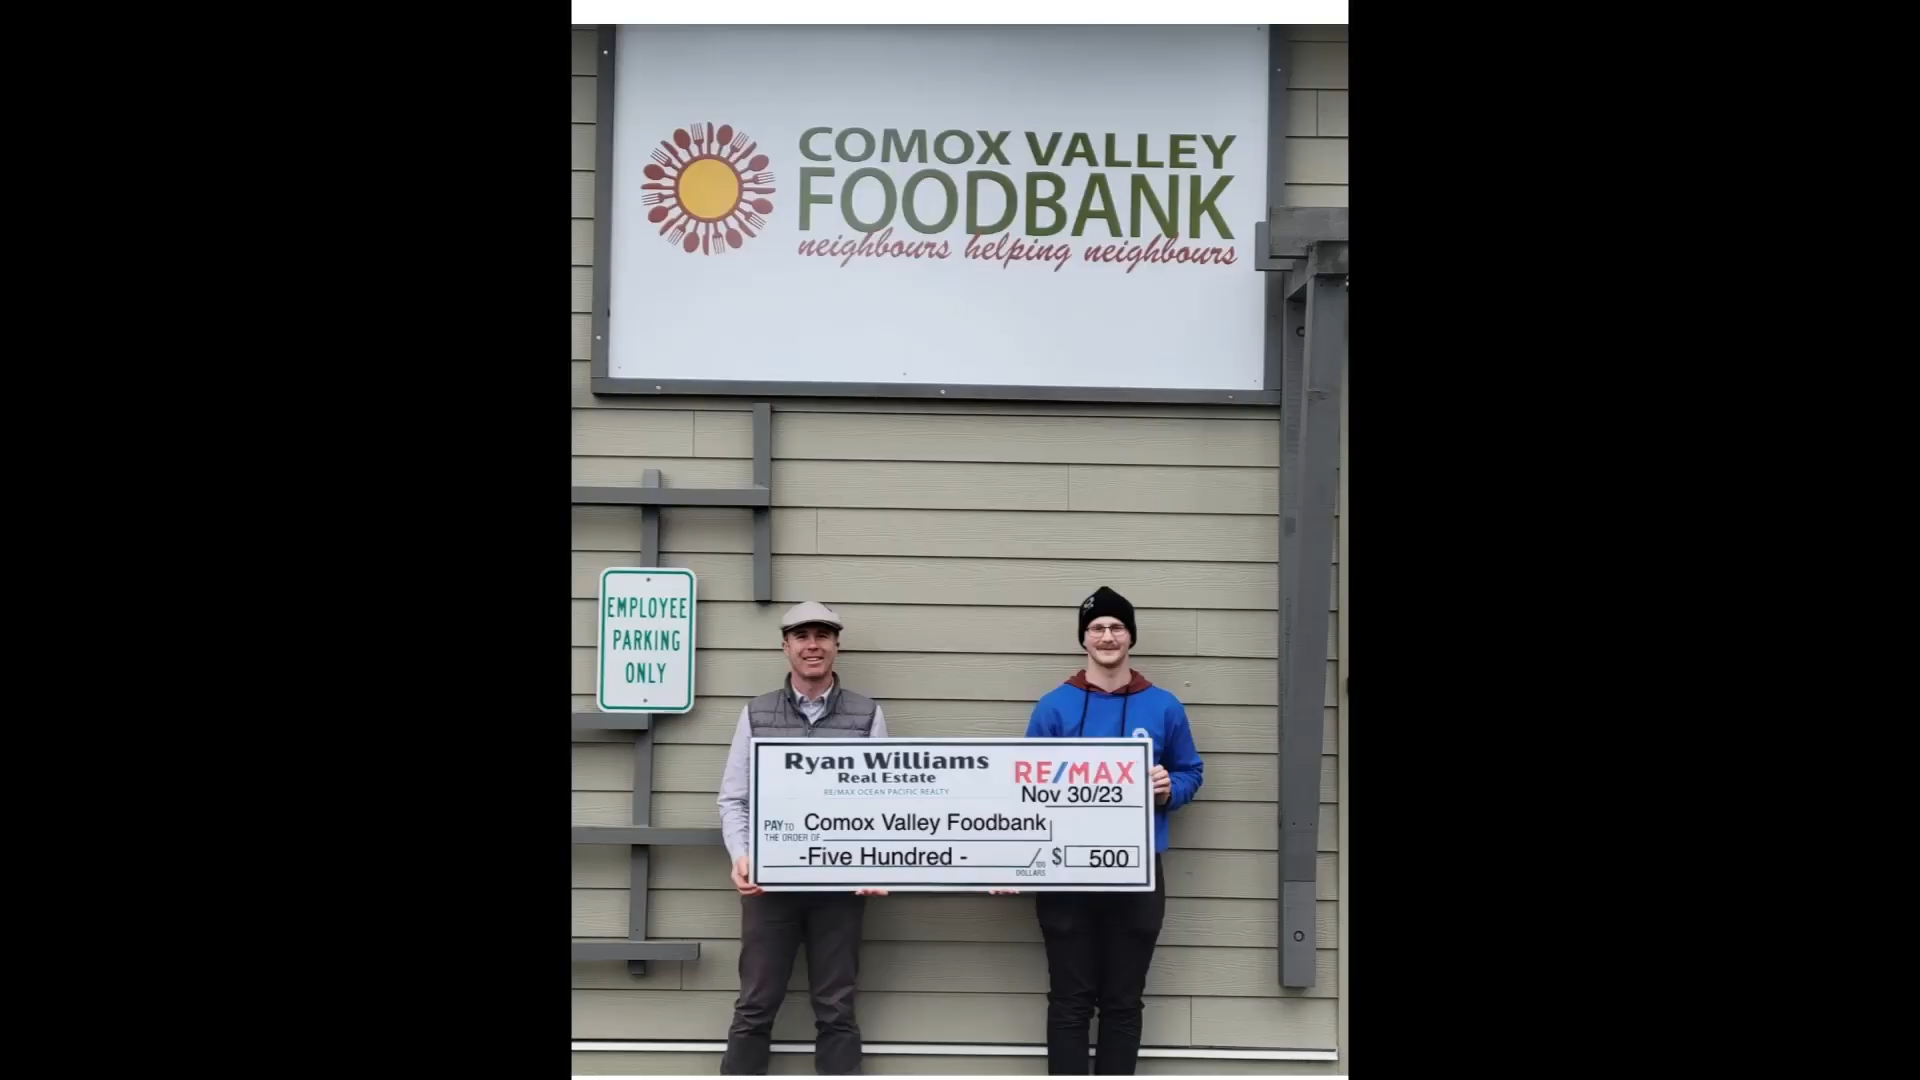 COMOX VALLEY
FOODBANK
neighbours helping neighbours
EMPLOYEE
PARKING
ONLY
Ryan Williams
Real Estate
RE/MAX OCEAN PACIFIC REALTY
RE/MAX
Nov 30/23
PAY TO
THE ORDER OF
Comox Valley Foodbank
-Five Hundred -
/100
DOLLARS
$ 500